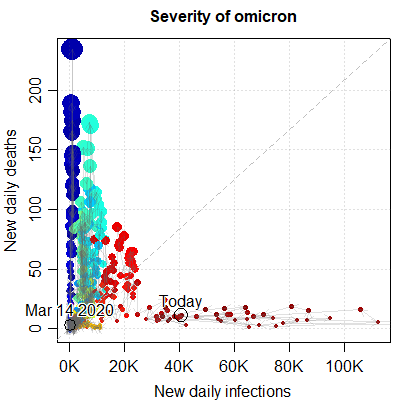 Severity of omicron
New daily deaths
200
150
100
50
0
Today
Mar 14 2020
0K 20K 40K 60K 80K 100K
New daily infections